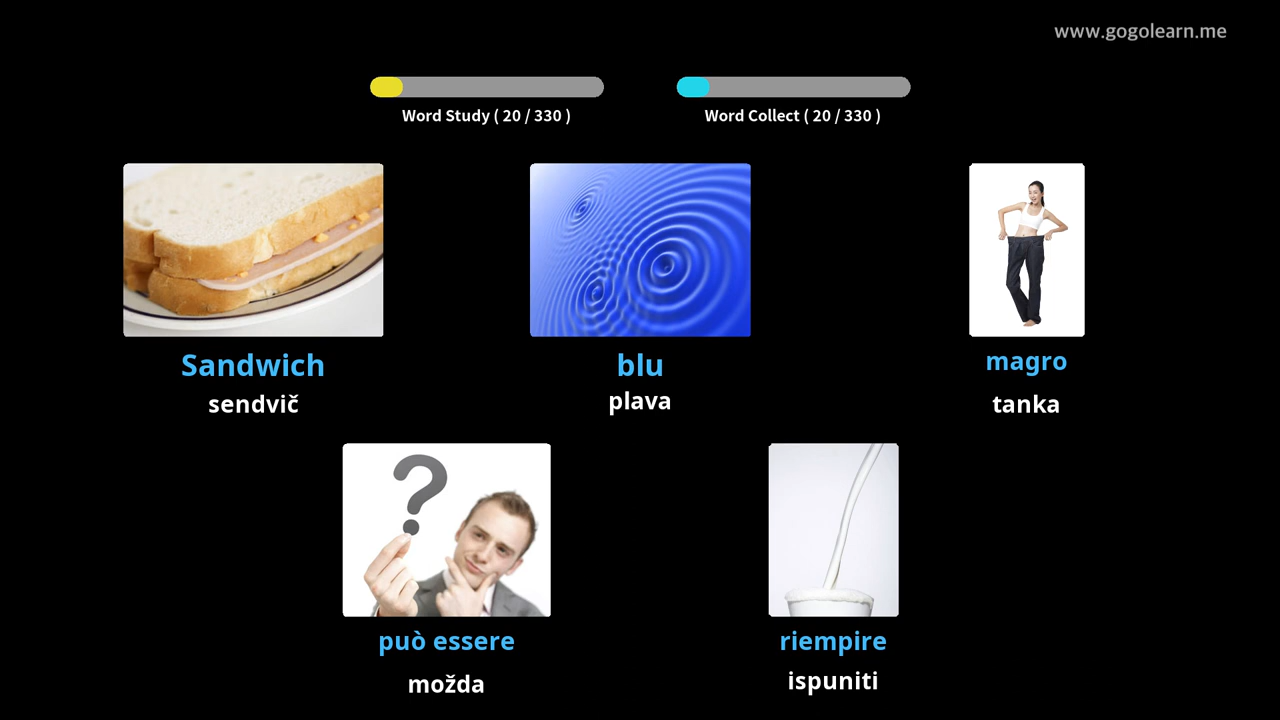 www.gogolearn.me
Word Study ( 20 / 330 )
Word Collect ( 20 / 330 )
Sandwich
sendvič
blu
plava
magro
tanka
può essere
možda
riempire
ispuniti